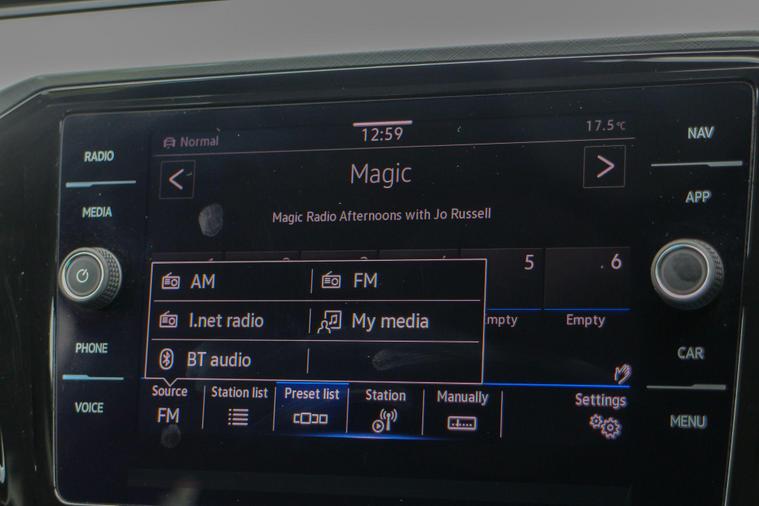 RADIO
MEDIA
PHONE
VOICE
Normal
12:59
17.5°C
Magic
Magic Radio Afternoons with Jo Russell
5
6
Empty
AM
FM
I.net radio
My media
BT audio
Source
FM
Station list
Preset list
Station
Manually
Settings
NAV
APP
CAR
MENU